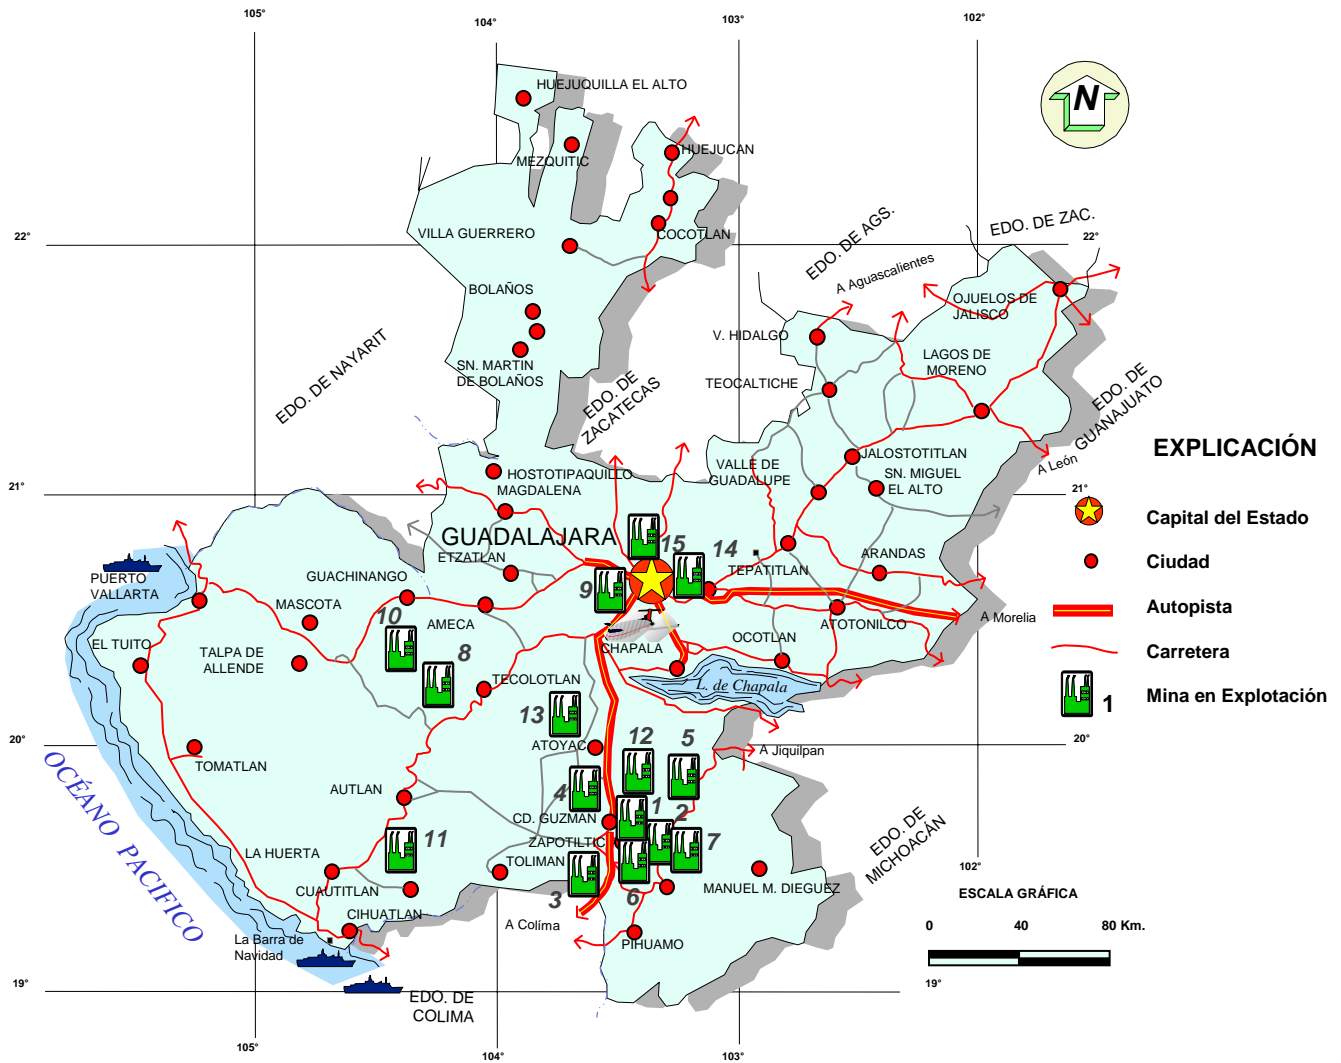 105°
104°
103°
102°
HUEJUQUILLA EL ALTO
N
MEZQUITIC
HUEJUCAN
VILLA GUERRERO
COCOTLAN
22°
EDO. DE AGS.
EDO. DE ZAC.
22°
A Aguascalientes
BOLAÑOS
OJUELOS DE
JALISCO
V. HIDALGO
EDO. DE NAYARIT
SN. MARTIN
DE BOLAÑOS
LAGOS DE
MORENO
TEOCALTICHE
EDO. DE
ZACATECAS
EDO. DE
GUANAJUATO
EXPLICACIÓN
A León
JALOSTOTITLAN
VALLE DE
GUADALUPE
SN. MIGUEL
EL ALTO
HOSTOTIPAQUILLO
MAGDALENA
21°
21°
Capital del Estado
GUADALAJARA
15
14
ETZATLAN
TEPATITLAN
ARANDAS
Ciudad
PUERTO
VALLARTA
GUACHINANGO
9
MASCOTA
10
AMECA
ATOTONILCO
A Morelia
Autopista
EL TUITO
TALPA DE
ALLENDE
8
CHAPALA
OCOTLAN
Carretera
TECOLOTLAN
L. de Chapala
1
Mina en Explotación
13
20°
ATOYAC
12
5
A Jiquilpan
20°
TOMATLAN
OCÉANO PACIFICO
AUTLAN
4
1
2
CD. GUZMAN
EDO. DE
MICHOACÁN
LA HUERTA
11
ZAPOTILTIC
TOLIMAN
7
102°
CUAUTITLAN
3
6
MANUEL M. DIEGUEZ
ESCALA GRÁFICA
CIHUATLAN
A Colíma
0
40
80 Km.
La Barra de
Navidad
PIHUAMO
19°
19°
EDO. DE
COLIMA
105°
104°
103°